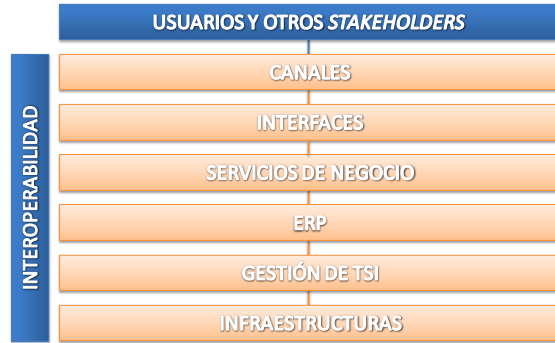 USUARIOS Y OTROS STAKEHOLDERS
INTEROPERABILIDAD
CANALES
INTERFACES
SERVICIOS DE NEGOCIO
ERP
GESTIÓN DE TSI
INFRAESTRUCTURAS